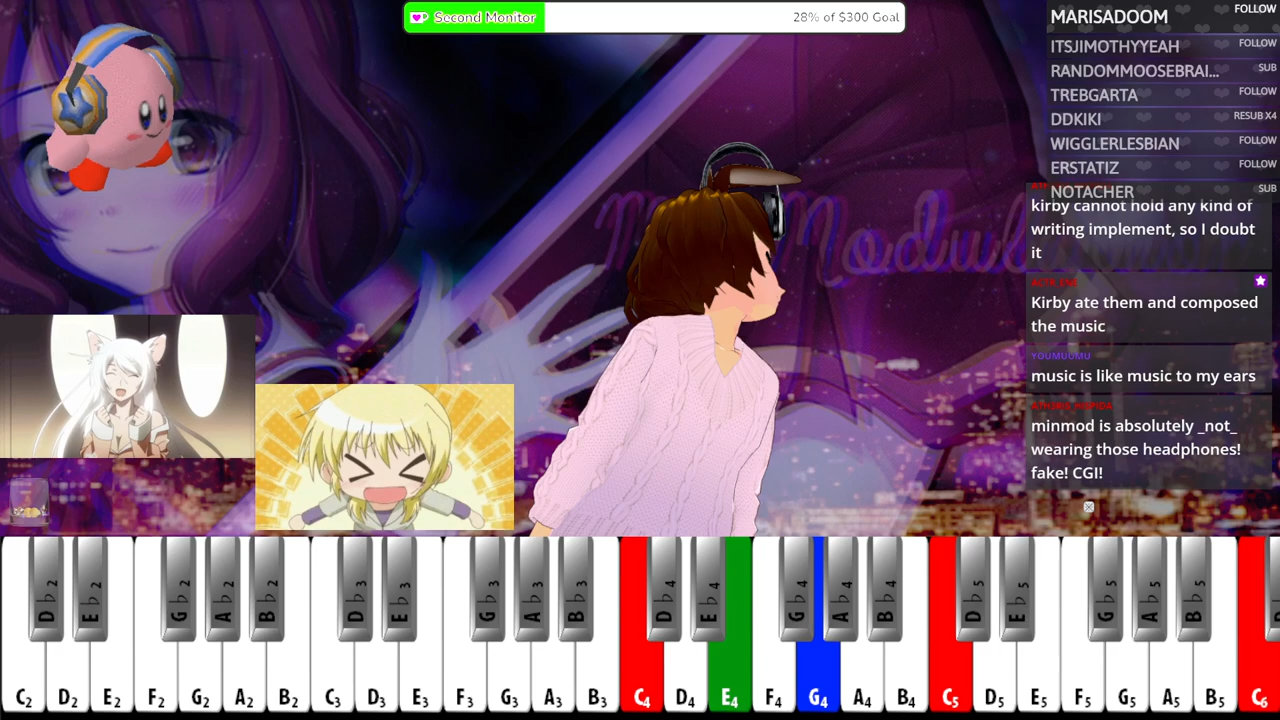 Second Monitor
28% of $300 Goal
MARISADOOM FOLLOW
ITSJIMOTHYYEAH FOLLOW
RANDOMMOOSEBRAI... SUB
TREBGARTA FOLLOW
DDKIKI RESUB X4
WIGGLERLESBIAN FOLLOW
ERSTATIZ FOLLOW
NOTACHER SUB
kirby cannot hold any kind of
writing implement, so I doubt
it
Kirby ate them and composed
the music
YOUMUUMU
music is like music to my ears
minmod is absolutely _not_
wearing those headphones!
fake! CGI!
D♭2 E♭2 G♭2 A♭2 B♭2 D♭3 E♭3 G♭3 A♭3 B♭3 D♭4 E♭4 G♭4 A♭4 B♭4 D♭5 E♭5 G♭5 A♭5 B♭5
C2 D2 E2 F2 G2 A2 B2 C3 D3 E3 F3 G3 A3 B3 C4 D4 E4 F4 G4 A4 B4 C5 D5 E5 F5 G5 A5 B5 C6